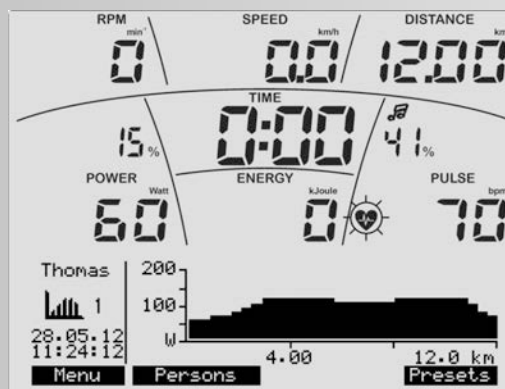 RPM SPEED DISTANCE
min⁻ km/h km
0 0.0 12.00
TIME
15% 0:00 41%
POWER ENERGY PULSE
Watt kJoule bpm
60 0 70
Thomas 200
1 100
28.05.12
11:24:12 W
4.00 12.0 km
Menu Persons Presets